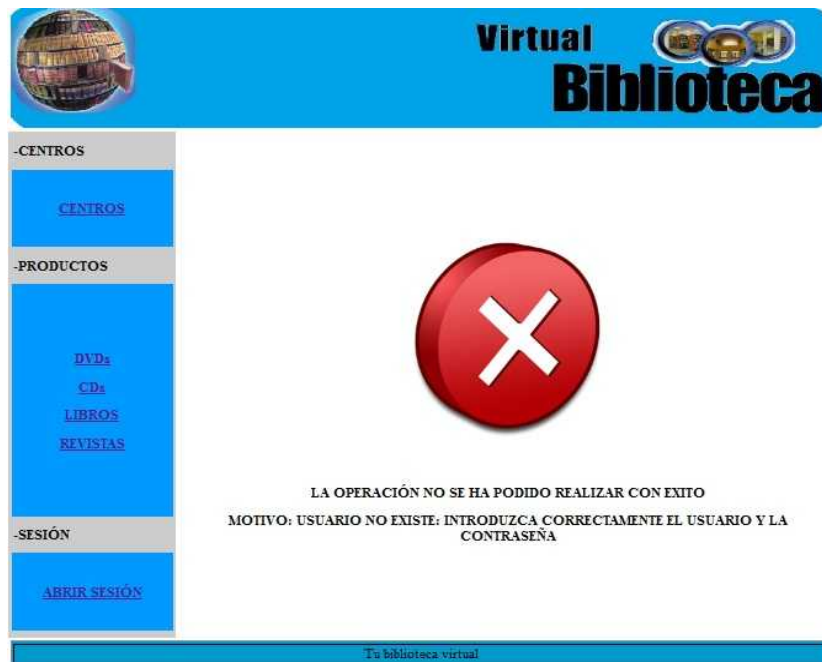 Virtual
Biblioteca
-CENTROS
CENTROS
-PRODUCTOS
DVDs
CDs
LIBROS
REVISTAS
-SESIÓN
ABRIR SESIÓN
LA OPERACIÓN NO SE HA PODIDO REALIZAR CON EXITO
MOTIVO: USUARIO NO EXISTE: INTRODUZCA CORRECTAMENTE EL USUARIO Y LA
CONTRASEÑA
Tu biblioteca virtual